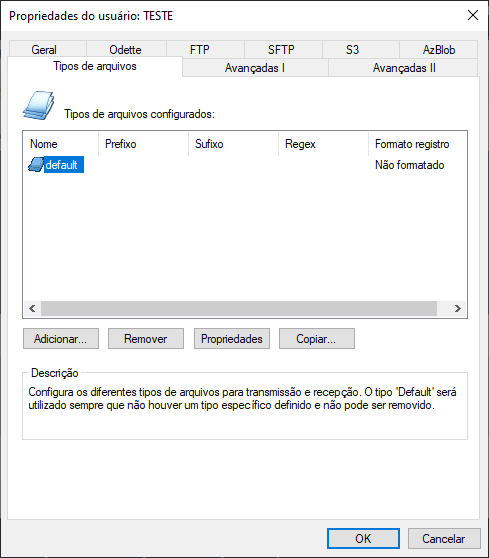 Propriedades do usuário: TESTE
Geral Odette FTP SFTP S3 AzBlob
Tipos de arquivos Avançadas I Avançadas II
Tipos de arquivos configurados:
Nome Prefixo Sufixo Regex Formato registro
default Não formatado
Adicionar... Remover Propriedades Copiar...
Descrição
Configura os diferentes tipos de arquivos para transmissão e recepção. O tipo 'Default' será
utilizado sempre que não houver um tipo específico definido e não pode ser removido.
OK Cancelar